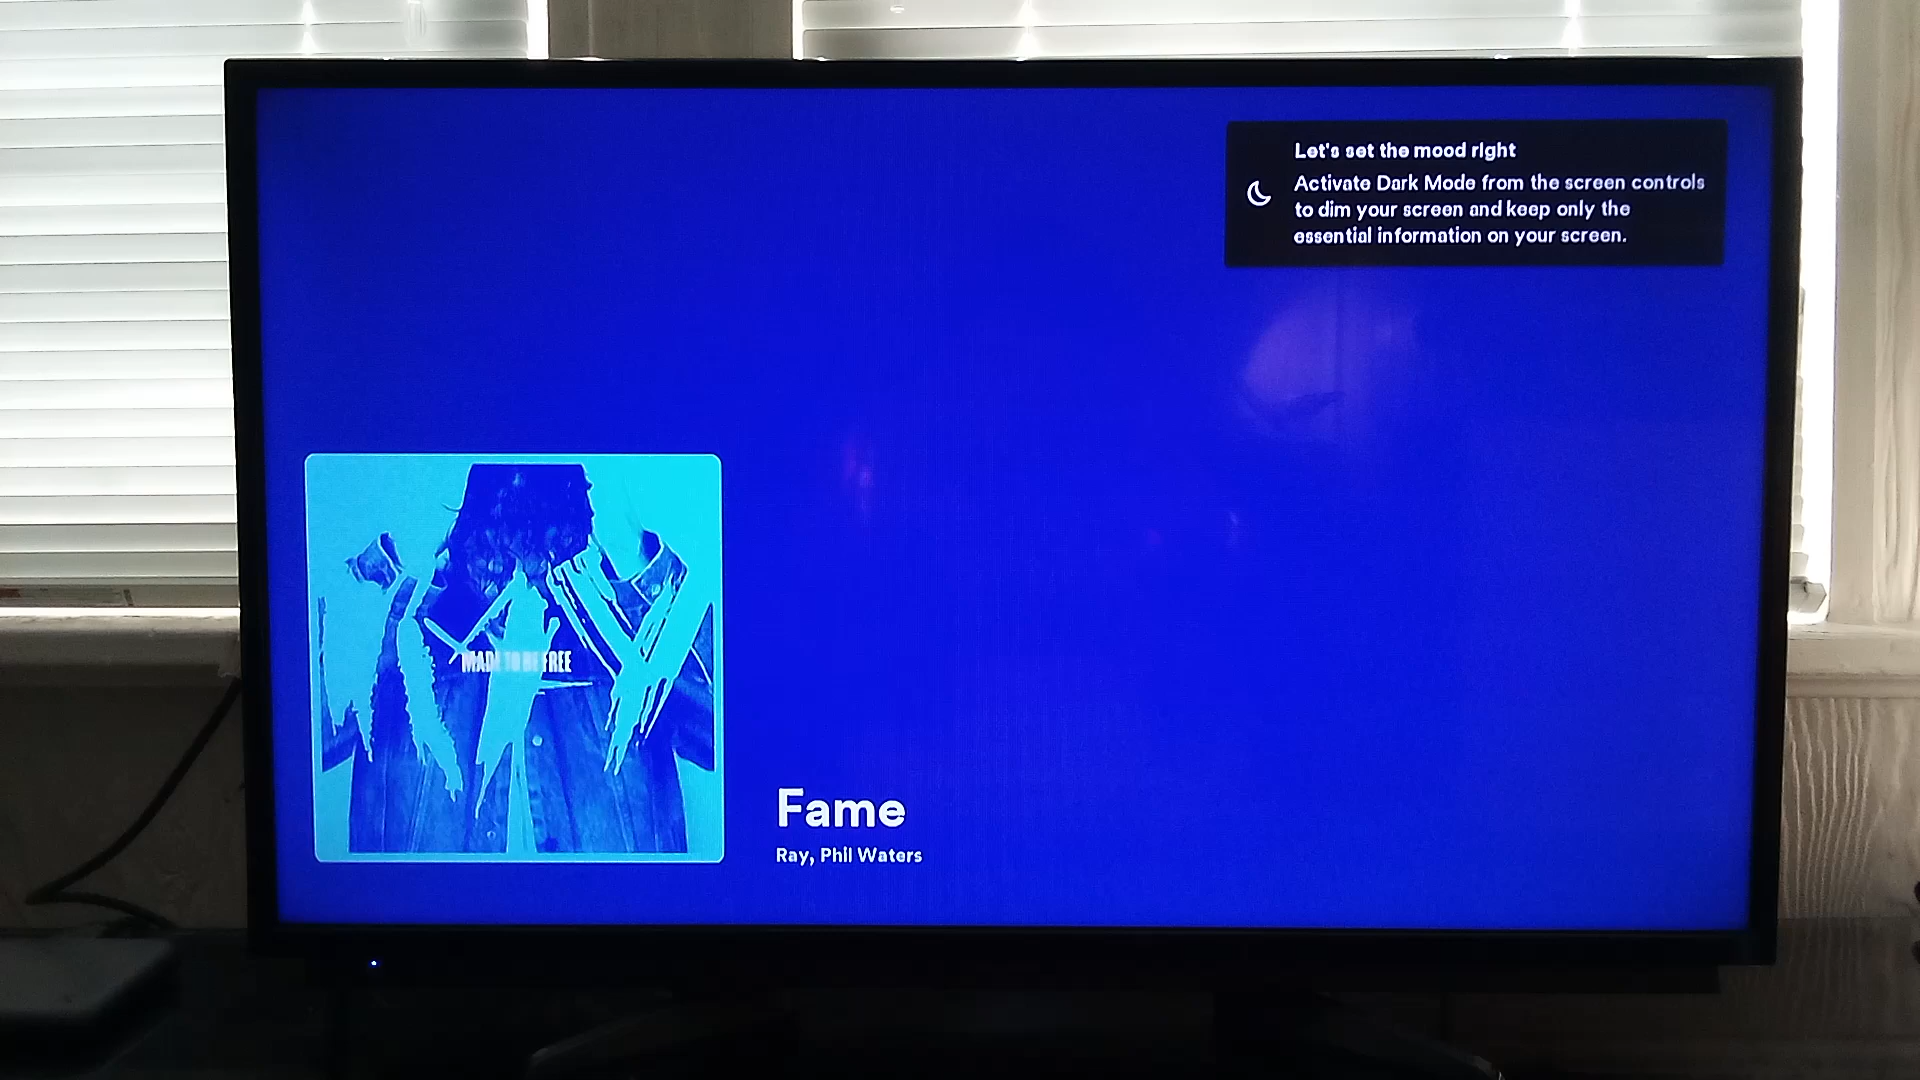 Let's set the mood right
Activate Dark Mode from the screen controls
to dim your screen and keep only the
essential information on your screen.
MADE TO BE FREE
Fame
Ray, Phil Waters